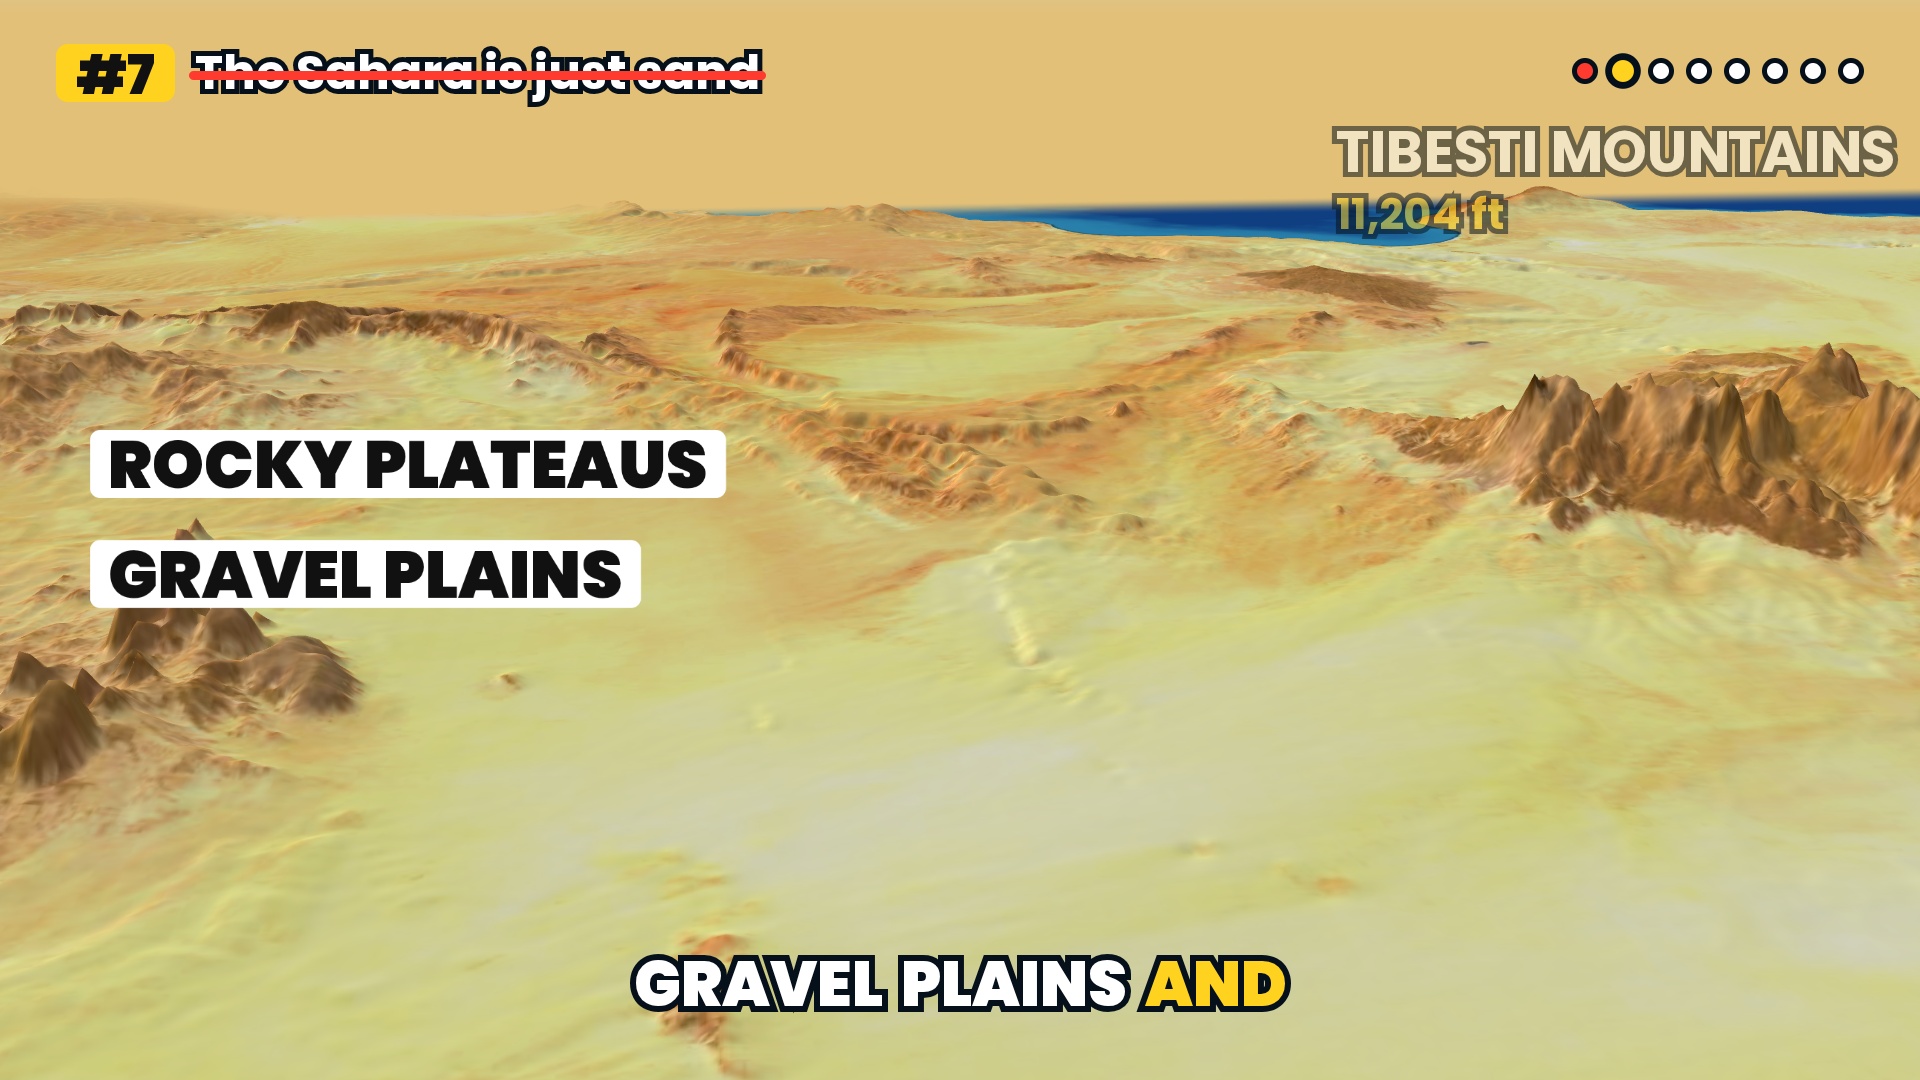 #7 The Sahara is just sand
TIBESTI MOUNTAINS
11,204 ft
ROCKY PLATEAUS
GRAVEL PLAINS
GRAVEL PLAINS AND